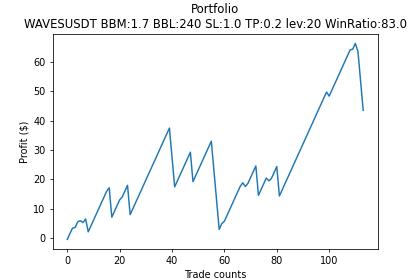 Portfolio
WAVESUSDT BBM:1.7 BBL:240 SL:1.0 TP:0.2 lev:20 WinRatio:83.0
Profit ($)
60
50
40
30
20
10
0
0 20 40 60 80 100
Trade counts